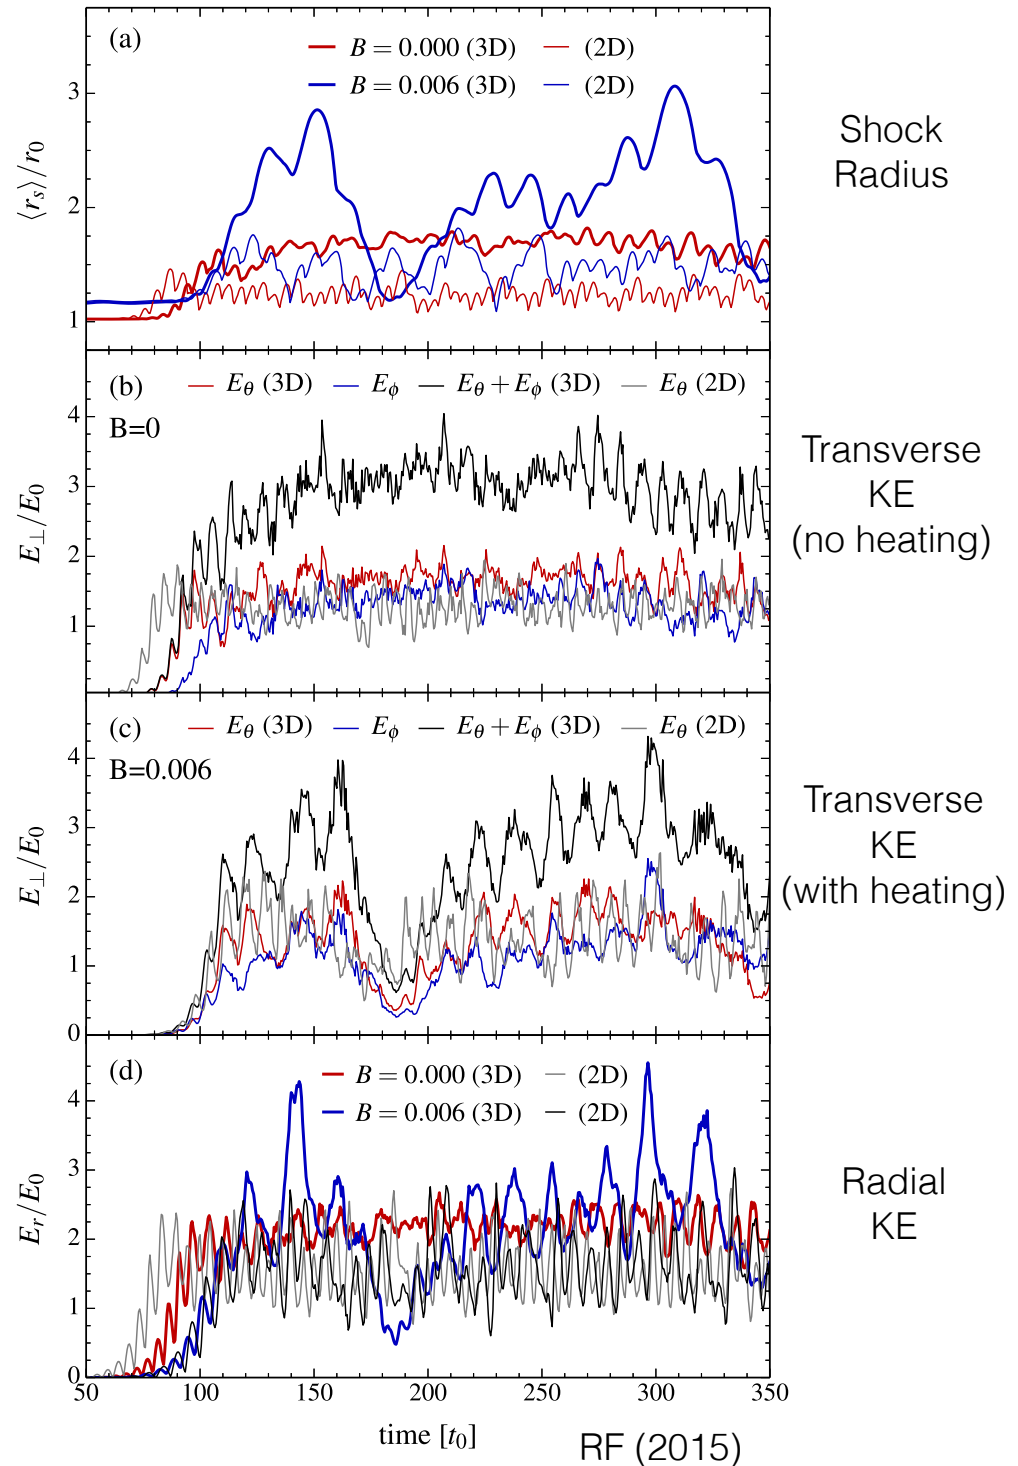 (a)
B = 0.000 (3D) (2D)
B = 0.006 (3D) (2D)
3
2
1
⟨r_s⟩/r_0
Shock
Radius
(b)
E_θ (3D) E_ϕ E_θ + E_ϕ (3D) E_θ (2D)
B=0
4
3
2
1
E_⊥/E_0
Transverse
KE
(no heating)
(c)
E_θ (3D) E_ϕ E_θ + E_ϕ (3D) E_θ (2D)
B=0.006
4
3
2
1
0
E_⊥/E_0
Transverse
KE
(with heating)
(d)
B = 0.000 (3D) (2D)
B = 0.006 (3D) (2D)
4
3
2
1
0
E_r/E_0
Radial
KE
50 100 150 200 250 300 350
time [t_0]
RF (2015)